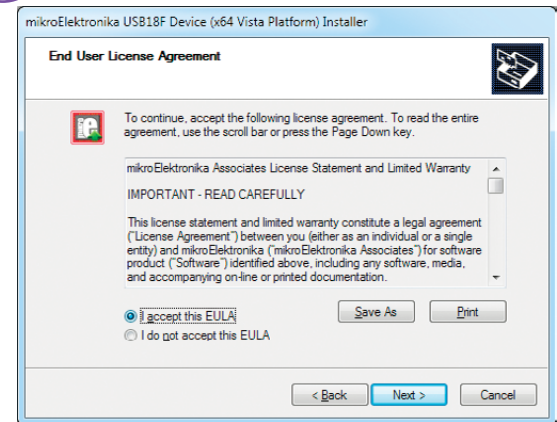 mikroElektronika USB18F Device (x64 Vista Platform) Installer
End User License Agreement
To continue, accept the following license agreement. To read the entire
agreement, use the scroll bar or press the Page Down key.
mikroElektronika Associates License Statement and Limited Warranty
IMPORTANT - READ CAREFULLY
This license statement and limited warranty constitute a legal agreement
("License Agreement") between you (either as an individual or a single
entity) and mikroElektronika ("mikroElektronika Associates") for software
product ("Software") identified above, including any software, media,
and accompanying on-line or printed documentation.
I accept this EULA
Save As
Print
I do not accept this EULA
< Back
Next >
Cancel